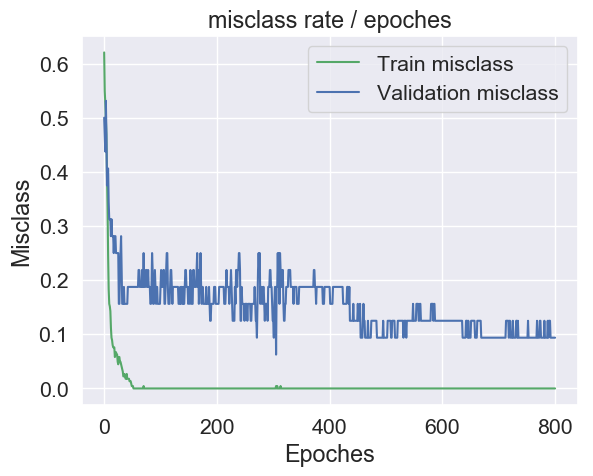 misclass rate / epoches
Train misclass
Validation misclass
Misclass
0.6
0.5
0.4
0.3
0.2
0.1
0.0
0
200
400
600
800
Epoches